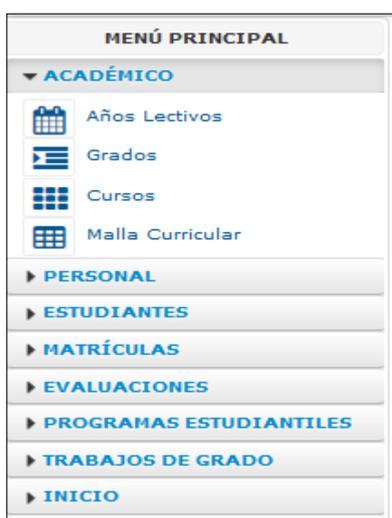 MENÚ PRINCIPAL
ACADÉMICO
Años Lectivos
Grados
Cursos
Malla Curricular
PERSONAL
ESTUDIANTES
MATRÍCULAS
EVALUACIONES
PROGRAMAS ESTUDIANTILES
TRABAJOS DE GRADO
INICIO